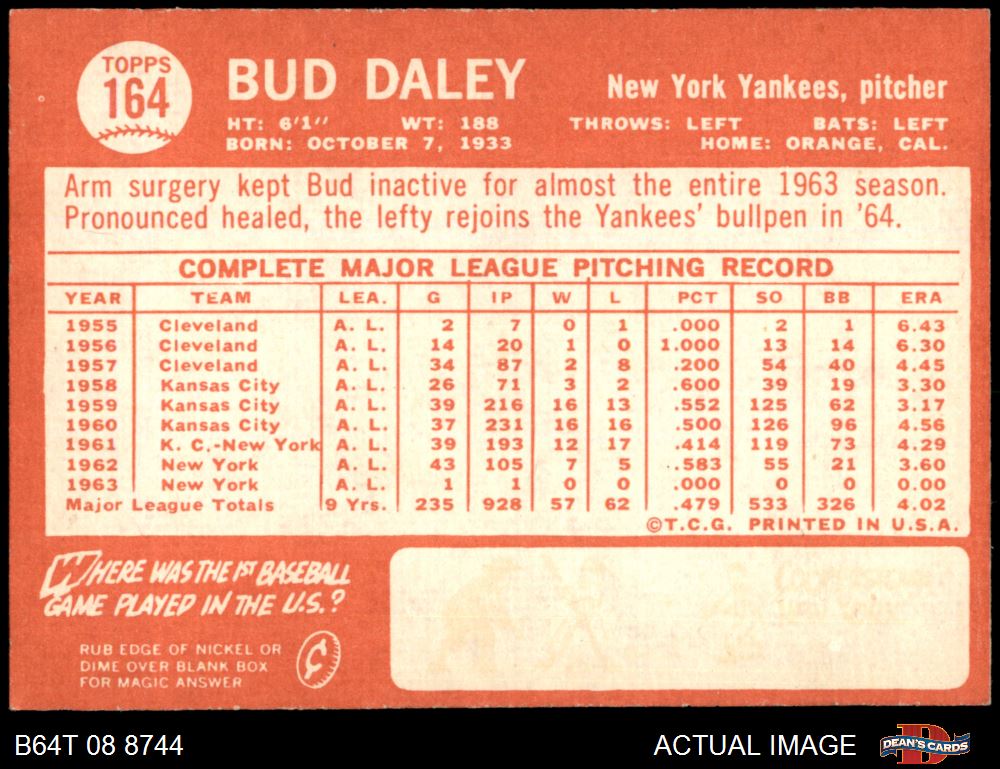 TOPPS
164
BUD DALEY
New York Yankees, pitcher
HT: 6'1" WT: 188 THROWS: LEFT BATS: LEFT
BORN: OCTOBER 7, 1933 HOME: ORANGE, CAL.
Arm surgery kept Bud inactive for almost the entire 1963 season.
Pronounced healed, the lefty rejoins the Yankees' bullpen in '64.
COMPLETE MAJOR LEAGUE PITCHING RECORD
YEAR TEAM LEA. G IP W L PCT SO BB ERA
1955 Cleveland A. L. 2 7 0 1 .000 2 1 6.43
1956 Cleveland A. L. 14 20 1 0 1.000 13 14 6.30
1957 Cleveland A. L. 34 87 2 8 .200 54 40 4.45
1958 Kansas City A. L. 26 71 3 2 .600 39 19 3.30
1959 Kansas City A. L. 39 216 16 13 .552 125 62 3.17
1960 Kansas City A. L. 37 231 16 16 .500 126 96 4.56
1961 K. C.-New York A. L. 39 193 12 17 .414 119 73 4.29
1962 New York A. L. 43 105 7 5 .583 55 21 3.60
1963 New York A. L. 1 1 0 0 .000 0 0 0.00
Major League Totals 9 Yrs. 235 928 57 62 .479 533 326 4.02
©T.C.G. PRINTED IN U.S.A.
WHERE WAS THE 1ST BASEBALL
GAME PLAYED IN THE U.S.?
RUB EDGE OF NICKEL OR
DIME OVER BLANK BOX
FOR MAGIC ANSWER
¢
B64T 08 8744 ACTUAL IMAGE DEAN'S CARDS